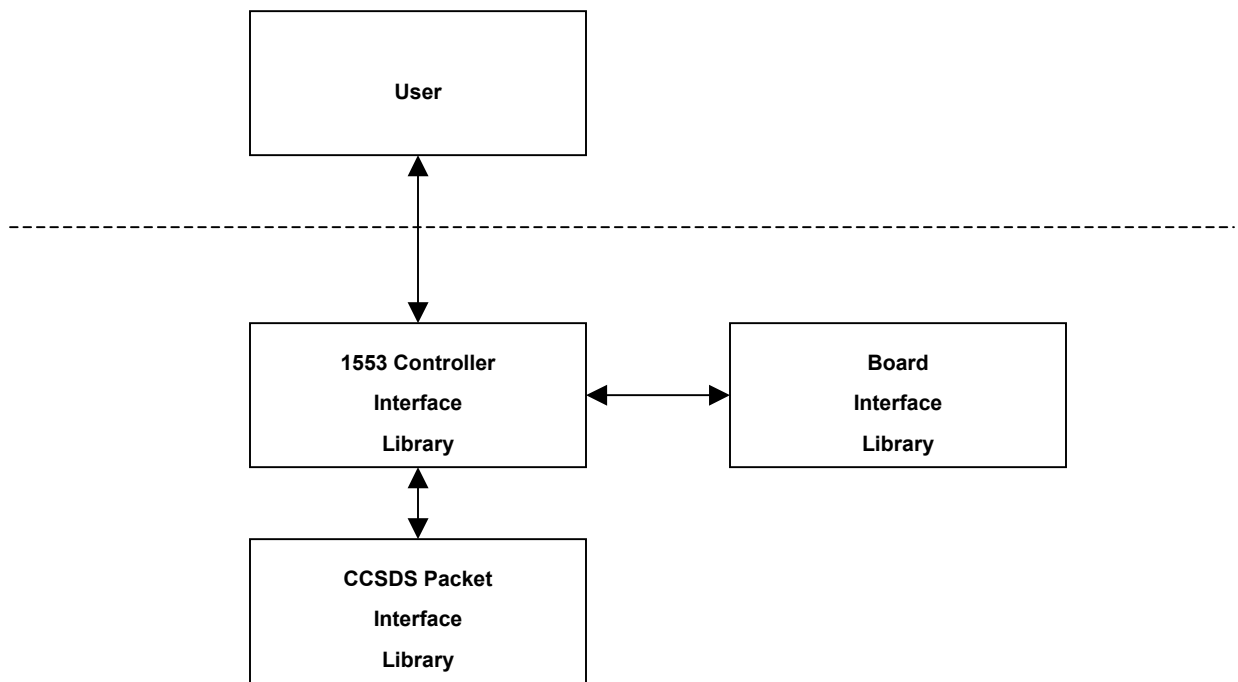 User
1553 Controller
Interface
Library
Board
Interface
Library
CCSDS Packet
Interface
Library